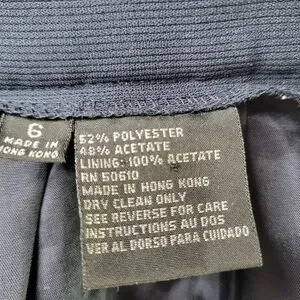 6
MADE IN
HONG KONG
52% POLYESTER
48% ACETATE
LINING: 100% ACETATE
RN 50610
MADE IN HONG KONG
DRY CLEAN ONLY
SEE REVERSE FOR CARE
INSTRUCTIONS AU DOS
VER AL DORSO PARA CUIDADO